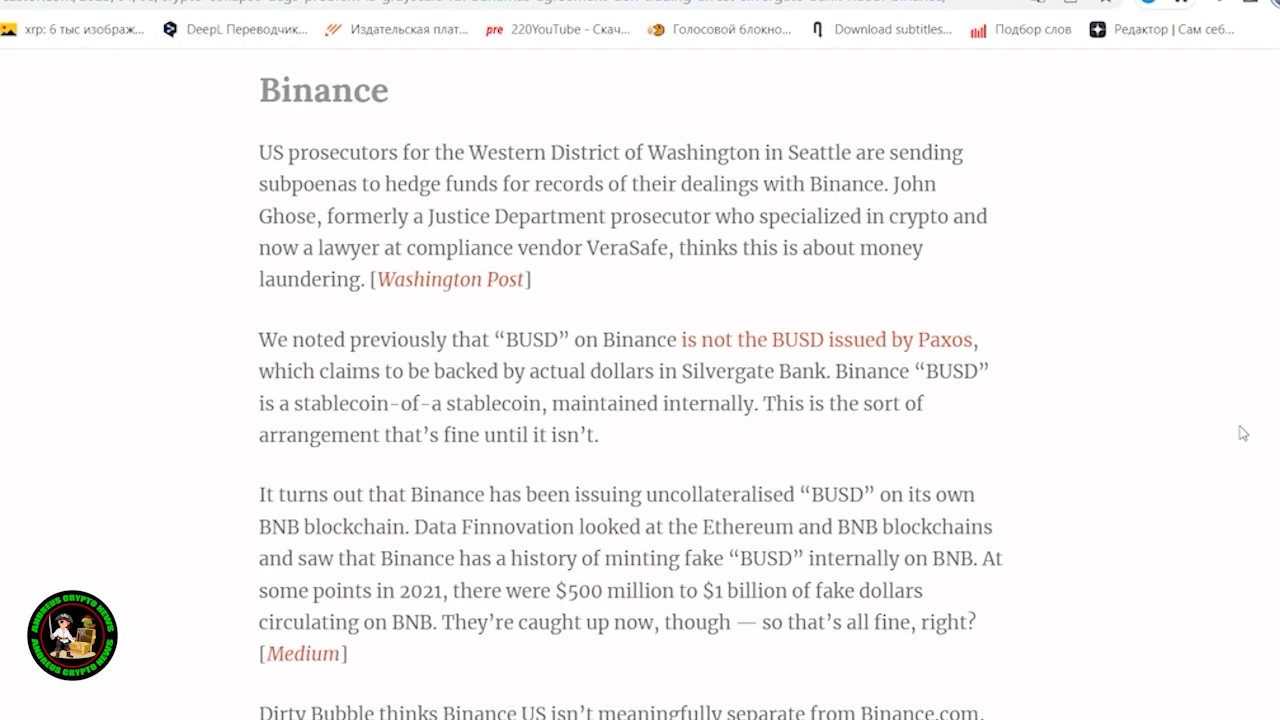 xrp: 6 тыс изображ...
DeepL Переводчик...
Издательская плат...
pre 220YouTube - Скач...
Голосовой блокно...
Download subtitles...
Подбор слов
Редактор | Сам себ...
Binance
US prosecutors for the Western District of Washington in Seattle are sending
subpoenas to hedge funds for records of their dealings with Binance. John
Ghose, formerly a Justice Department prosecutor who specialized in crypto and
now a lawyer at compliance vendor VeraSafe, thinks this is about money
laundering. [Washington Post]
We noted previously that “BUSD” on Binance is not the BUSD issued by Paxos,
which claims to be backed by actual dollars in Silvergate Bank. Binance “BUSD”
is a stablecoin-of-a stablecoin, maintained internally. This is the sort of
arrangement that’s fine until it isn’t.
It turns out that Binance has been issuing uncollateralised “BUSD” on its own
BNB blockchain. Data Finnovation looked at the Ethereum and BNB blockchains
and saw that Binance has a history of minting fake “BUSD” internally on BNB. At
some points in 2021, there were $500 million to $1 billion of fake dollars
circulating on BNB. They’re caught up now, though — so that’s all fine, right?
[Medium]
Dirty Bubble thinks Binance US isn’t meaningfully separate from Binance.com.
ANDREUS CRYPTO NEWS
ANDREUS CRYPTO NEWS